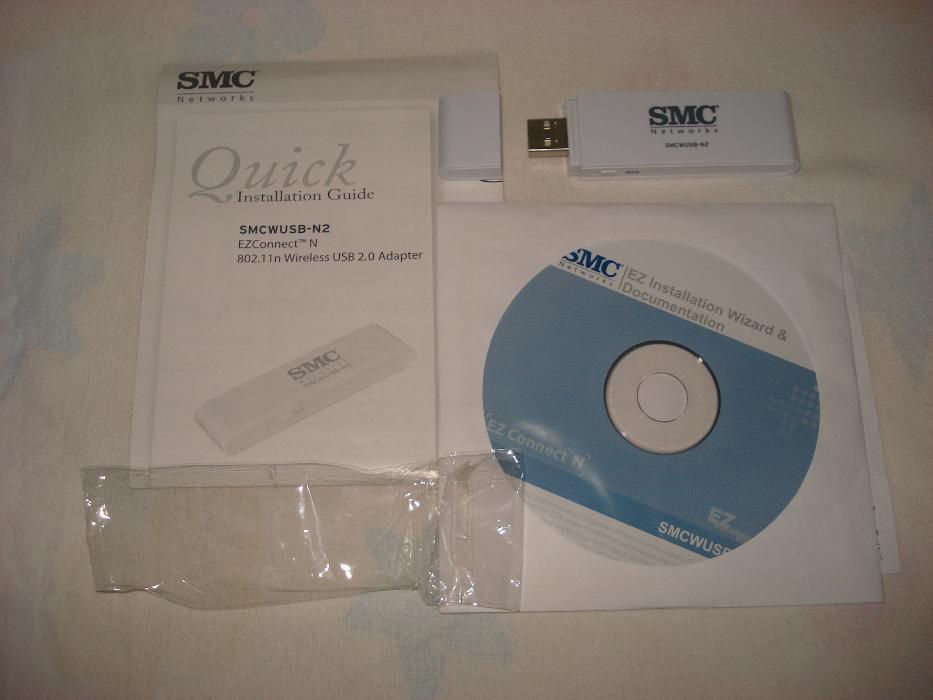 SMC
Networks
Quick
Installation Guide
SMCWUSB-N2
EZConnect™ N
802.11n Wireless USB 2.0 Adapter
SMC
SMCWUSB-N2
SMC
Networks
SMCWUSB-N2
SMC
Networks
EZ Installation Wizard &
Documentation
EZ Connect N
EZ
SMCWUSB